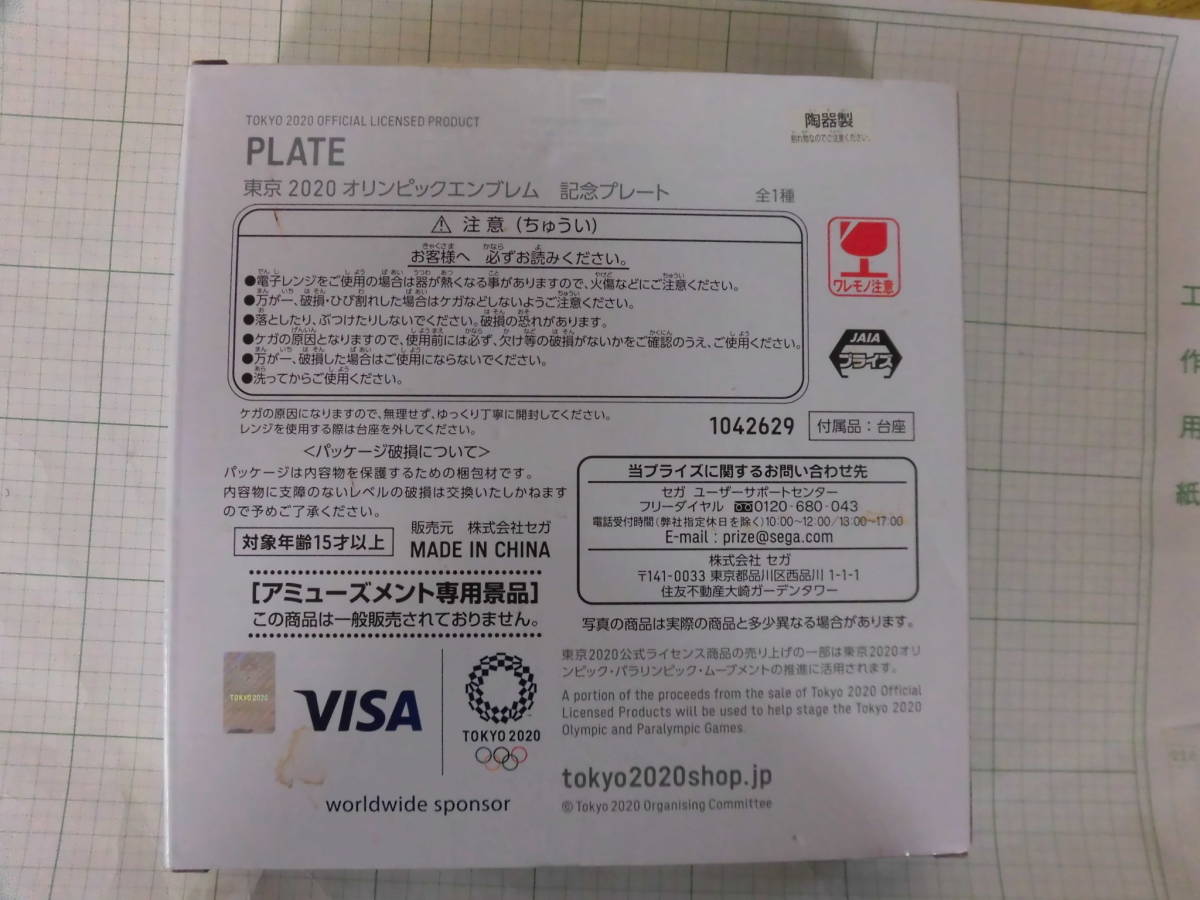 TOKYO 2020 OFFICIAL LICENSED PRODUCT
PLATE
東京 2020 オリンピックエンブレム 記念プレート
全1種
陶器製
割れ物なのでご注意ください。
⚠ 注意(ちゅうい)
お客様へ 必ずお読みください。
●電子レンジをご使用の場合は器が熱くなる事がありますので、火傷などにご注意ください。
●万が一、破損・ひび割れした場合はケガなどしないようご注意ください。
●落としたり、ぶつけたりしないでください。破損の恐れがあります。
●ケガの原因となりますので、使用前には必ず、欠け等の破損がないかをご確認のうえ、ご使用ください。
●万が一、破損した場合はご使用にならないでください。
●洗ってからご使用ください。
ワレモノ注意
JAIA
プライズ
ケガの原因になりますので、無理せず、ゆっくり丁寧に開封してください。
レンジを使用する際は台座を外してください。
1042629
付属品:台座
<パッケージ破損について>
パッケージは内容物を保護するための梱包材です。
内容物に支障のないレベルの破損は交換いたしかねます
ので予めご了承ください。
対象年齢15才以上
販売元 株式会社セガ
MADE IN CHINA
[アミューズメント専用景品]
この商品は一般販売されておりません。
当プライズに関するお問い合わせ先
セガ ユーザーサポートセンター
フリーダイヤル 0120-680-043
電話受付時間(弊社指定休日を除く)10:00~12:00/13:00~17:00
E-mail : prize@sega.com
株式会社 セガ
〒141-0033 東京都品川区西品川 1-1-1
住友不動産大崎ガーデンタワー
写真の商品は実際の商品と多少異なる場合があります。
東京2020公式ライセンス商品の売り上げの一部は東京2020オリ
ンピック・パラリンピック・ムーブメントの推進に活用されます。
A portion of the proceeds from the sale of Tokyo 2020 Official
Licensed Products will be used to help stage the Tokyo 2020
Olympic and Paralympic Games.
tokyo2020shop.jp
© Tokyo 2020 Organising Committee
TOKYO 2020
VISA
TOKYO 2020
worldwide sponsor
工
作
用
紙